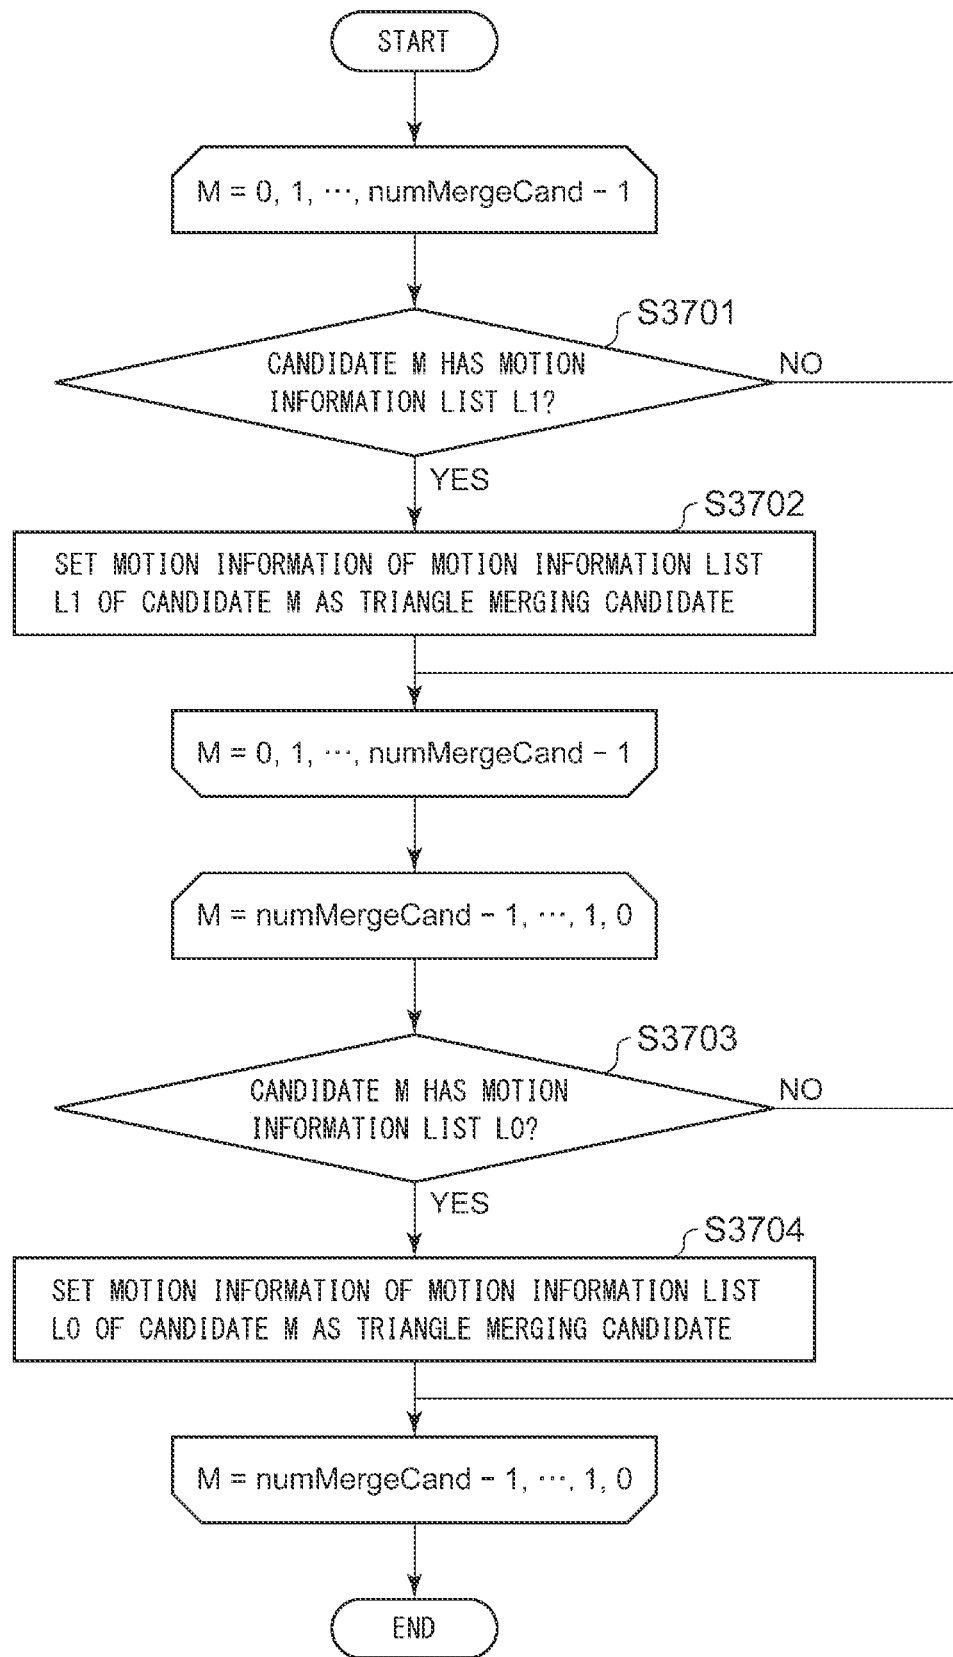 START
M = 0, 1, ⋯, numMergeCand − 1
S3701
CANDIDATE M HAS MOTION
INFORMATION LIST L1?
NO
YES
S3702
SET MOTION INFORMATION OF MOTION INFORMATION LIST
L1 OF CANDIDATE M AS TRIANGLE MERGING CANDIDATE
M = 0, 1, ⋯, numMergeCand − 1
M = numMergeCand − 1, ⋯, 1, 0
S3703
CANDIDATE M HAS MOTION
INFORMATION LIST L0?
NO
YES
S3704
SET MOTION INFORMATION OF MOTION INFORMATION LIST
L0 OF CANDIDATE M AS TRIANGLE MERGING CANDIDATE
M = numMergeCand − 1, ⋯, 1, 0
END